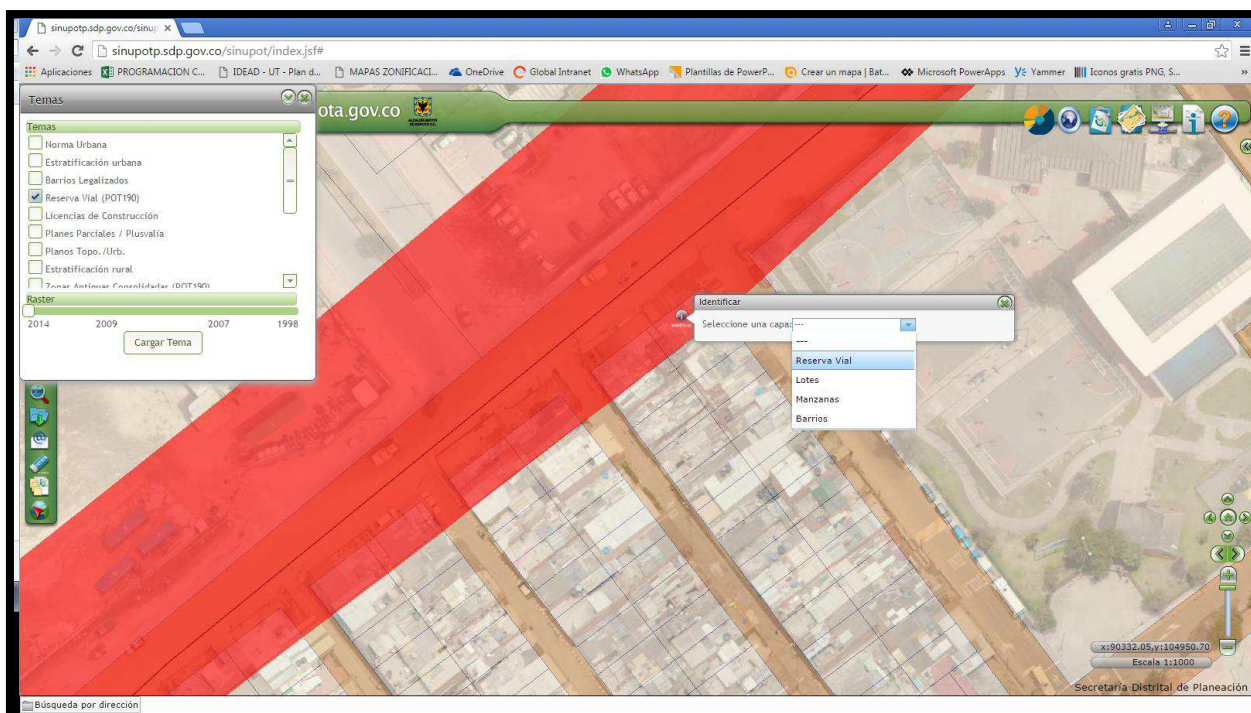 sinupotp.sdp.gov.co/sinup
sinupotp.sdp.gov.co/sinupot/index.jsf#
Aplicaciones PROGRAMACION C... IDEAD - UT - Plan d... MAPAS ZONIFICACI... OneDrive Global Intranet WhatsApp Plantillas de PowerP... Crear un mapa | Bat... Microsoft PowerApps Yammer Iconos gratis PNG, S... »
Temas
ota.gov.co
Temas
Norma Urbana
Estratificación urbana
Barrios Legalizados
Reserva Vial (POT190)
Licencias de Construcción
Planes Parciales / Plusvalía
Planos Topo./Urb.
Estratificación rural
Zonas Antiguas Consolidadas (POT190)
Raster
2014 2009 2007 1998
Cargar Tema
Identificar
Seleccione una capa: ---
---
Reserva Vial
Lotes
Manzanas
Barrios
x:90332.05,y:104950.70
Escala 1:1000
Secretaría Distrital de Planeación
Búsqueda por dirección